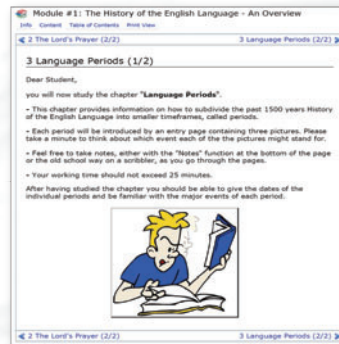 Module #1: The History of the English Language - An Overview
Info Content Table of Contents Print View
2 The Lord's Prayer (2/2) 3 Language Periods (2/2)
3 Language Periods (1/2)
Dear Student,
you will now study the chapter "Language Periods".
- This chapter provides information on how to subdivide the past 1500 years History
of the English Language into smaller timeframes, called periods.
- Each period will be introduced by an entry page containing three pictures. Please
take a minute to think about which event each of the the pictures might stand for.
- Feel free to take notes, either with the "Notes" function at the bottom of the page
or the old school way on a scribbler, as you go through the pages.
- Your working time should not exceed 25 minutes.
After having studied the chapter you should be able to give the dates of the
individual periods and be familiar with the major events of each period.
2 The Lord's Prayer (2/2) 3 Language Periods (2/2)